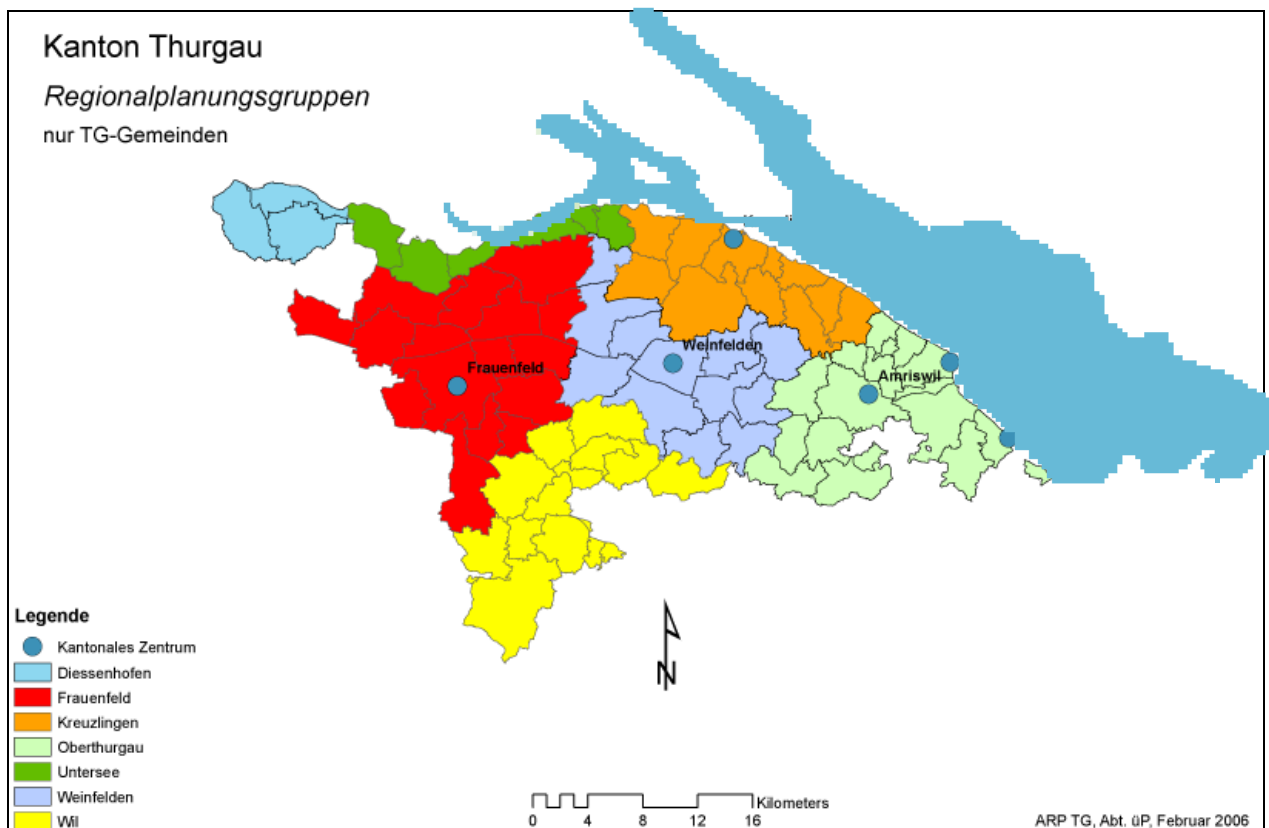 Kanton Thurgau
Regionalplanungsgruppen
nur TG-Gemeinden
Weinfelden
Frauenfeld
Amriswil
N
Legende
Kantonales Zentrum
Diessenhofen
Frauenfeld
Kreuzlingen
Oberthurgau
Untersee
Weinfelden
Wil
Kilometers
0 4 8 12 16
ARP TG, Abt. üP, Februar 2006